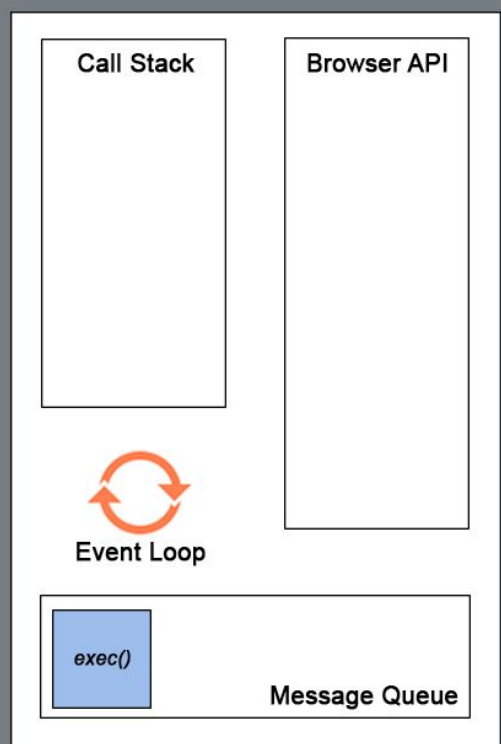 Call Stack
Browser API
Event Loop
exec()
Message Queue